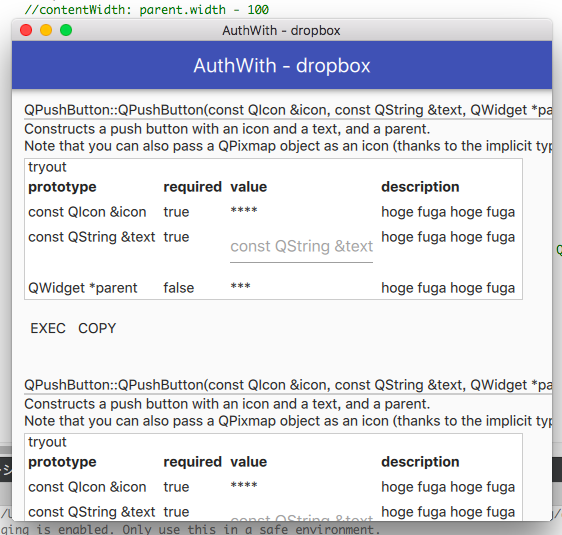 //contentWidth: parent.width - 100
AuthWith - dropbox
AuthWith - dropbox
QPushButton::QPushButton(const QIcon &icon, const QString &text, QWidget *pa
Constructs a push button with an icon and a text, and a parent.
Note that you can also pass a QPixmap object as an icon (thanks to the implicit typ
tryout
prototype required value description
const QIcon &icon true **** hoge fuga hoge fuga
const QString &text true const QString &text hoge fuga hoge fuga
QWidget *parent false *** hoge fuga hoge fuga
EXEC COPY
QPushButton::QPushButton(const QIcon &icon, const QString &text, QWidget *pa
Constructs a push button with an icon and a text, and a parent.
Note that you can also pass a QPixmap object as an icon (thanks to the implicit typ
tryout
prototype required value description
const QIcon &icon true **** hoge fuga hoge fuga
const QString &text true const QString &text hoge fuga hoge fuga
ging is enabled. Only use this in a safe environment.